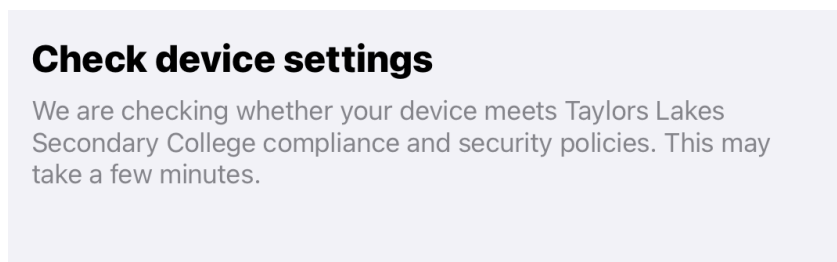 Check device settings
We are checking whether your device meets Taylors Lakes
Secondary College compliance and security policies. This may
take a few minutes.